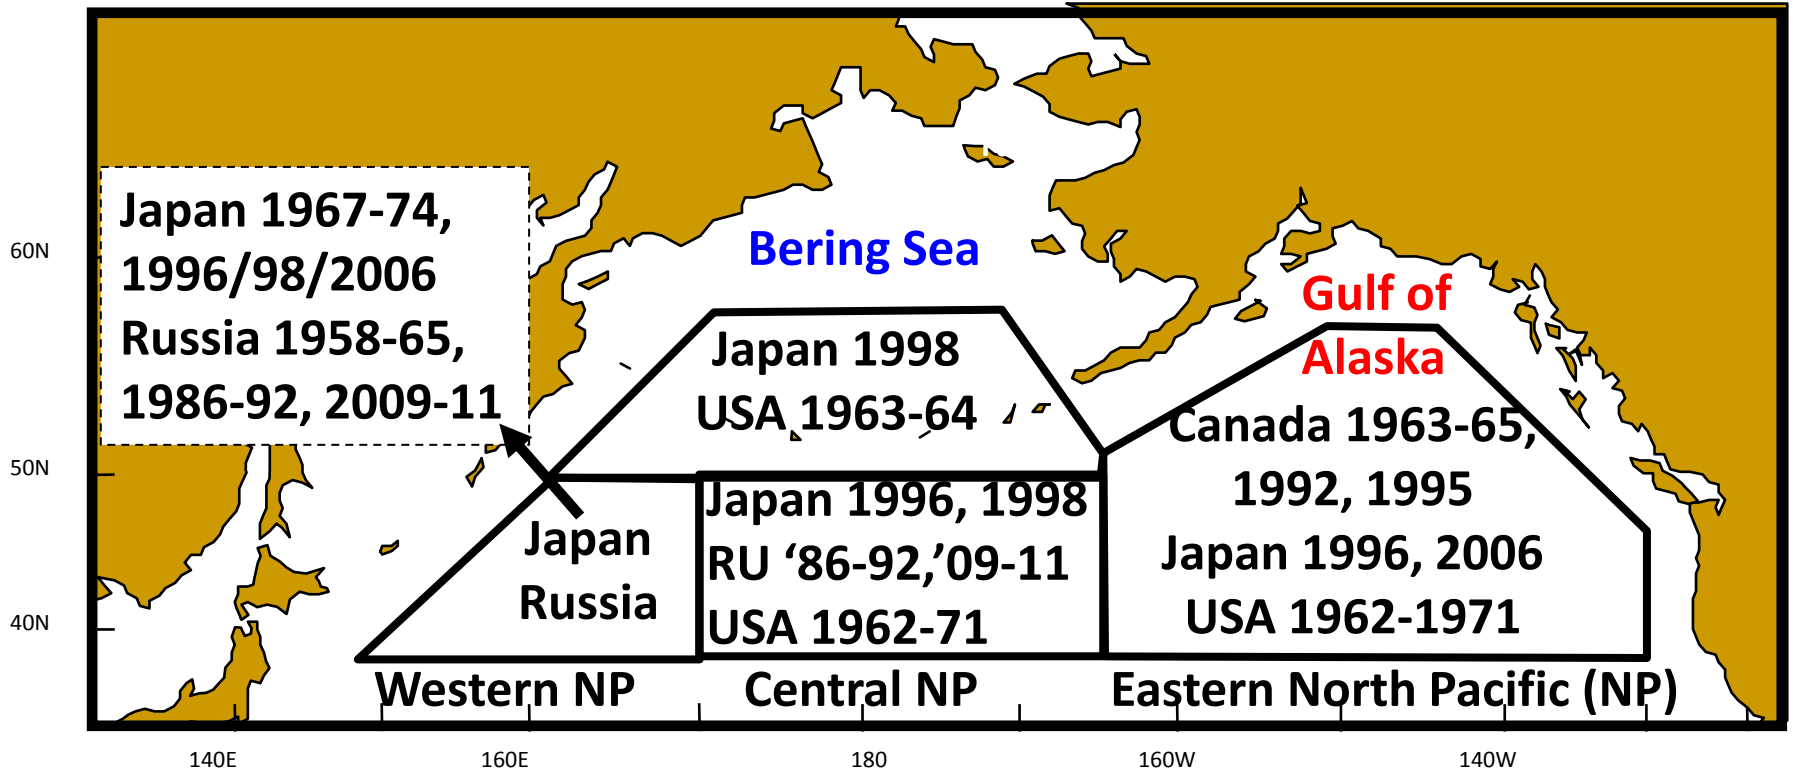 Japan 1967-74,
1996/98/2006
Russia 1958-65,
1986-92, 2009-11
Bering Sea
Gulf of
Alaska
Japan 1998
USA 1963-64
Canada 1963-65,
1992, 1995
Japan 1996, 2006
USA 1962-1971
Japan 1996, 1998
RU ‘86-92,’09-11
USA 1962-71
Japan
Russia
Western NP
Central NP
Eastern North Pacific (NP)
60N
50N
40N
140E
160E
180
160W
140W